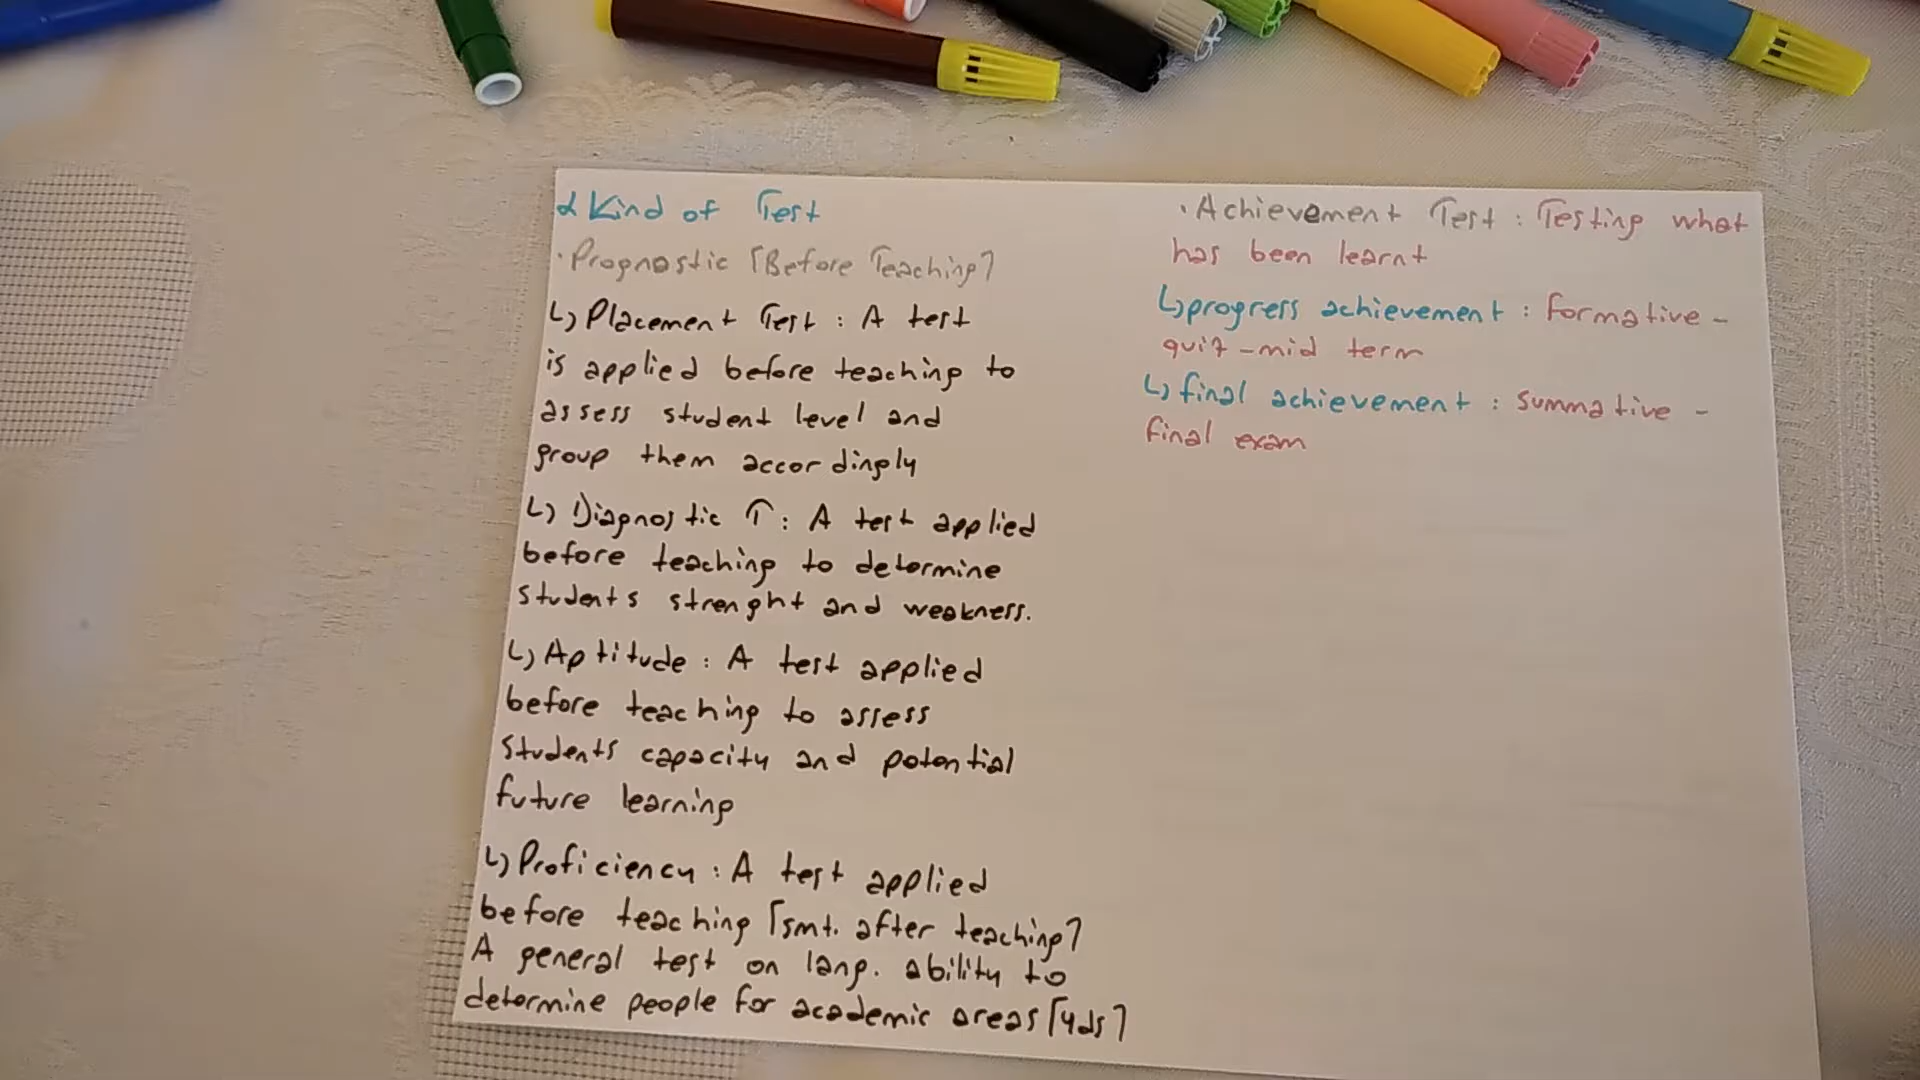 Kind of Test
·Prognostic [Before Teaching]
↳ Placement Test : A test
is applied before teaching to
assess student level and
group them accordingly
↳ Diagnostic T: A test applied
before teaching to determine
students strenght and weakness.
↳ Aptitude : A test applied
before teaching to assess
students capacity and potential
future learning
↳ Proficiency : A test applied
before teaching [smt. after teaching]
A general test on lang. ability to
determine people for academic areas [yds]
·Achievement Test : Testing what
has been learnt
↳ progress achievement : formative -
quiz - mid term
↳ final achievement : summative -
final exam